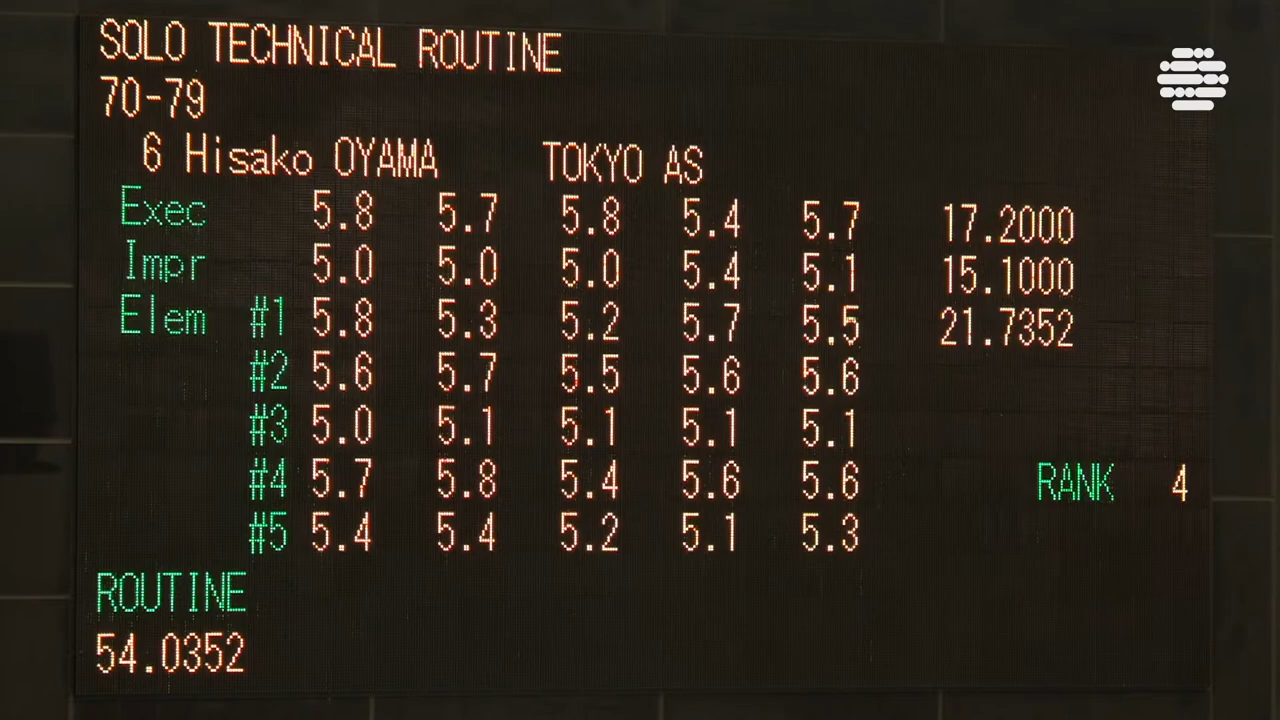 SOLO TECHNICAL ROUTINE
70-79
6 Hisako OYAMA TOKYO AS
Exec 5.8 5.7 5.8 5.4 5.7 17.2000
Impr 5.0 5.0 5.0 5.4 5.1 15.1000
Elem #1 5.8 5.3 5.2 5.7 5.5 21.7352
#2 5.6 5.7 5.5 5.6 5.6
#3 5.0 5.1 5.1 5.1 5.1
#4 5.7 5.8 5.4 5.6 5.6 RANK 4
#5 5.4 5.4 5.2 5.1 5.3
ROUTINE
54.0352